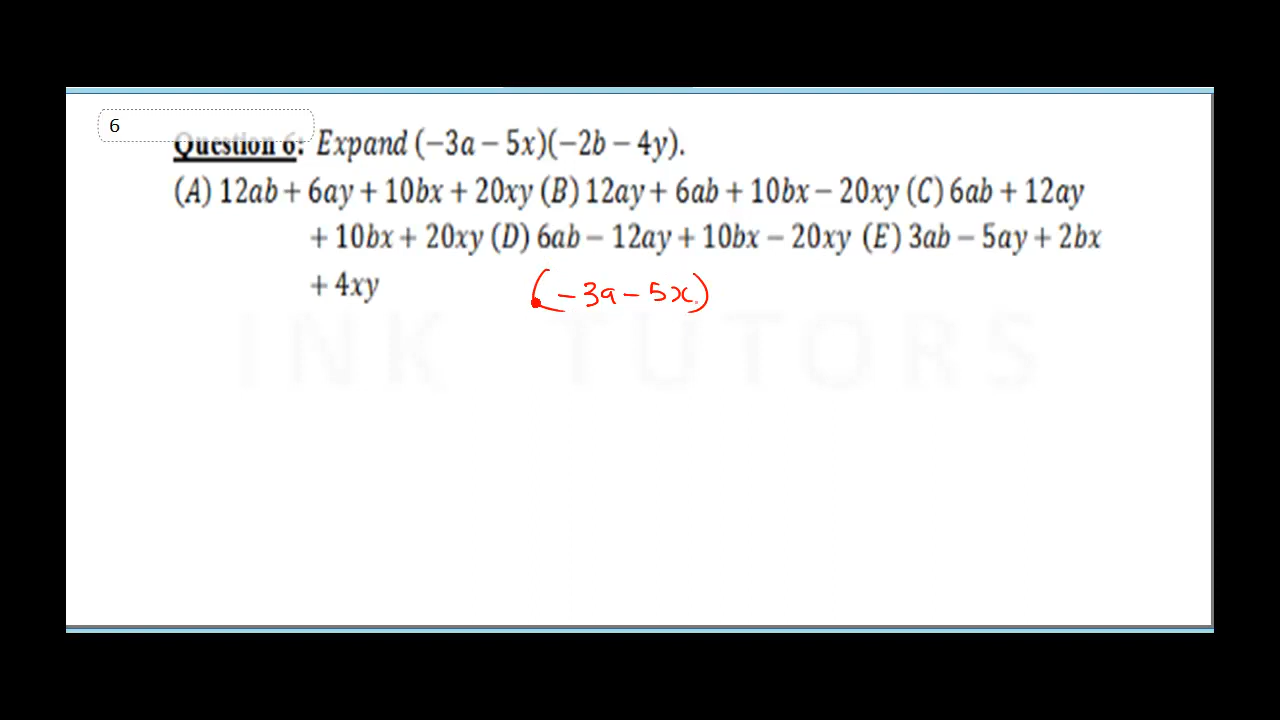 6
Question 6: Expand (−3a − 5x)(−2b − 4y).
(A) 12ab + 6ay + 10bx + 20xy (B) 12ay + 6ab + 10bx − 20xy (C) 6ab + 12ay
+ 10bx + 20xy (D) 6ab − 12ay + 10bx − 20xy (E) 3ab − 5ay + 2bx
+ 4xy
(−3a − 5x)
INK TUTORS